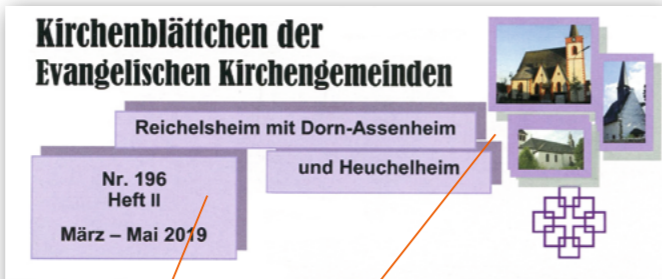 Kirchenblättchen der
Evangelischen Kirchengemeinden
Reichelsheim mit Dorn-Assenheim
und Heuchelheim
Nr. 196
Heft II
März – Mai 2019